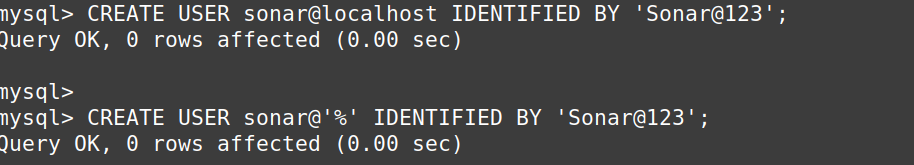 mysql> CREATE USER sonar@localhost IDENTIFIED BY 'Sonar@123';
Query OK, 0 rows affected (0.00 sec)
mysql>
mysql> CREATE USER sonar@'%' IDENTIFIED BY 'Sonar@123';
Query OK, 0 rows affected (0.00 sec)